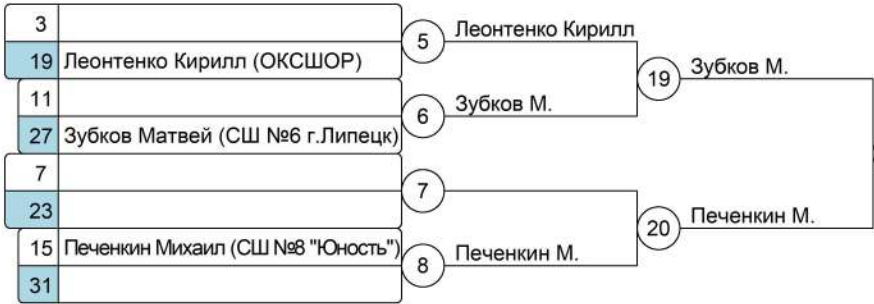 3
19 Леонтенко Кирилл (ОКСШОР)
11
27 Зубков Матвей (СШ №6 г.Липецк)
7
23
15 Печенкин Михаил (СШ №8 "Юность")
31
5 Леонтенко Кирилл
6 Зубков М.
7
8 Печенкин М.
19 Зубков М.
20 Печенкин М.